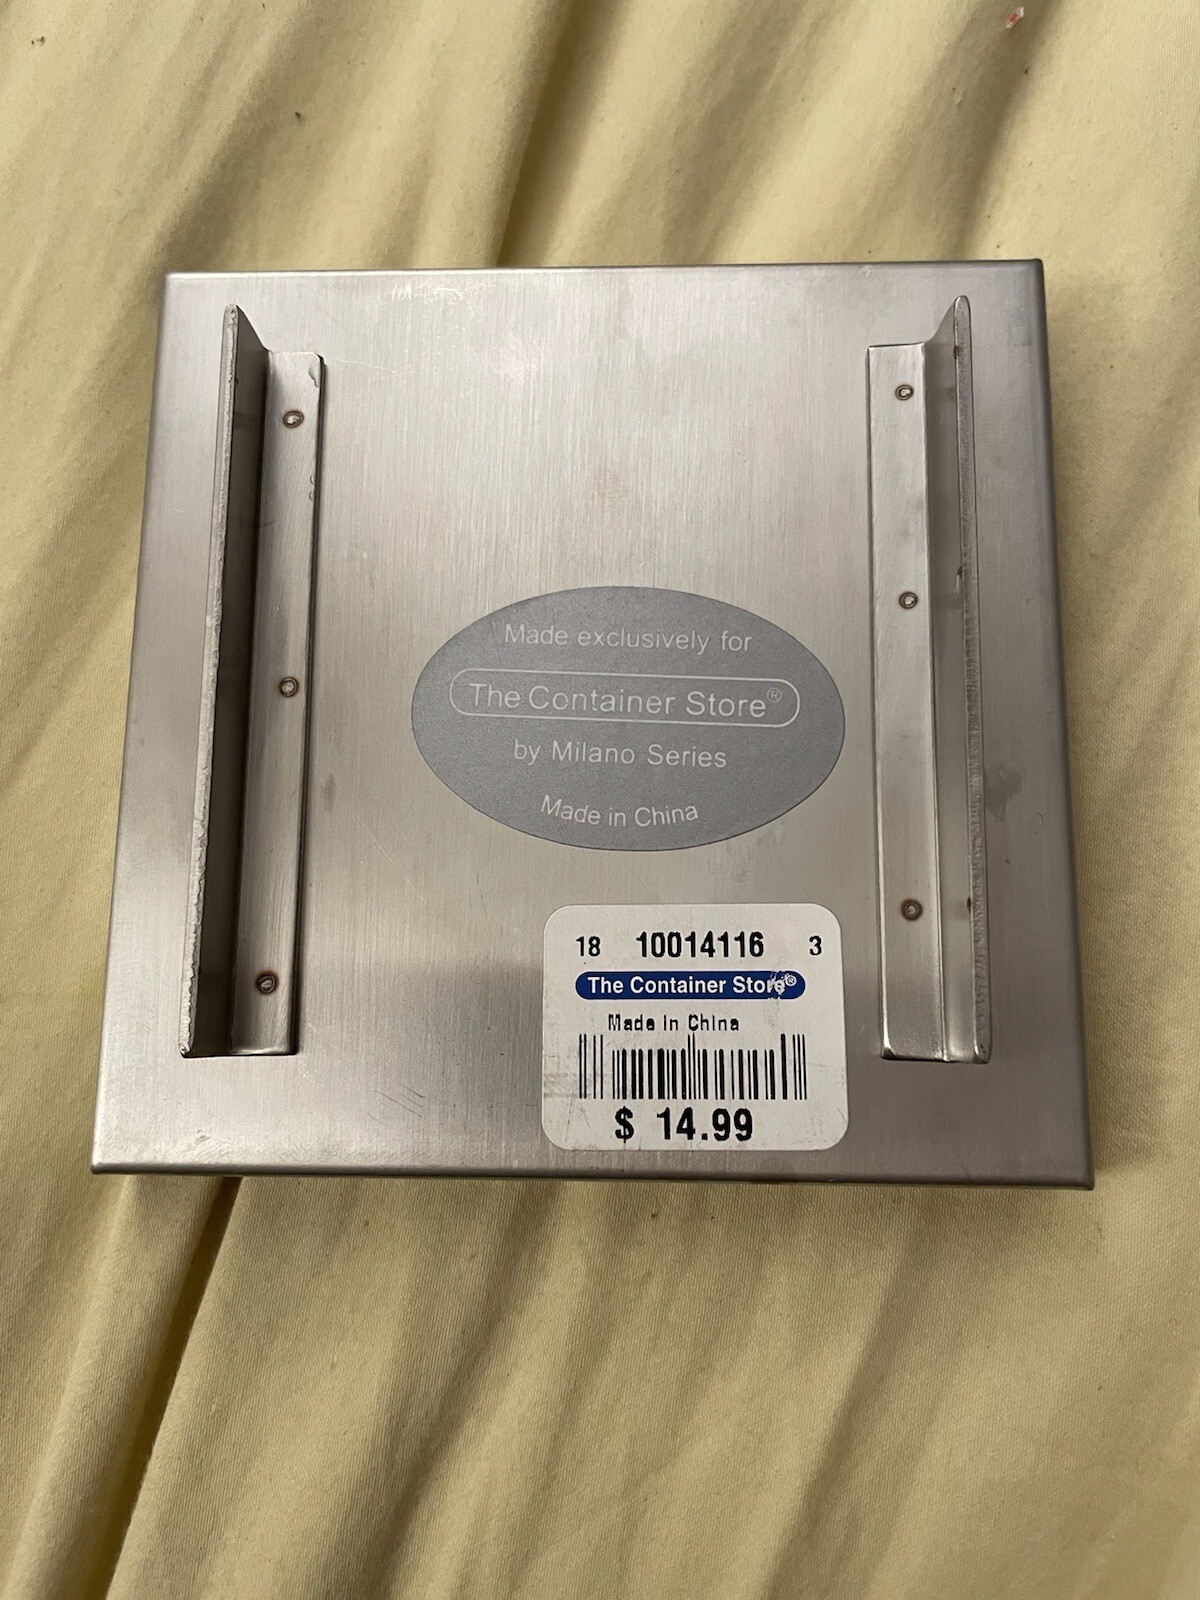 Made exclusively for
The Container Store®
by Milano Series
Made in China
18 10014116 3
The Container Store®
Made In China
$ 14.99